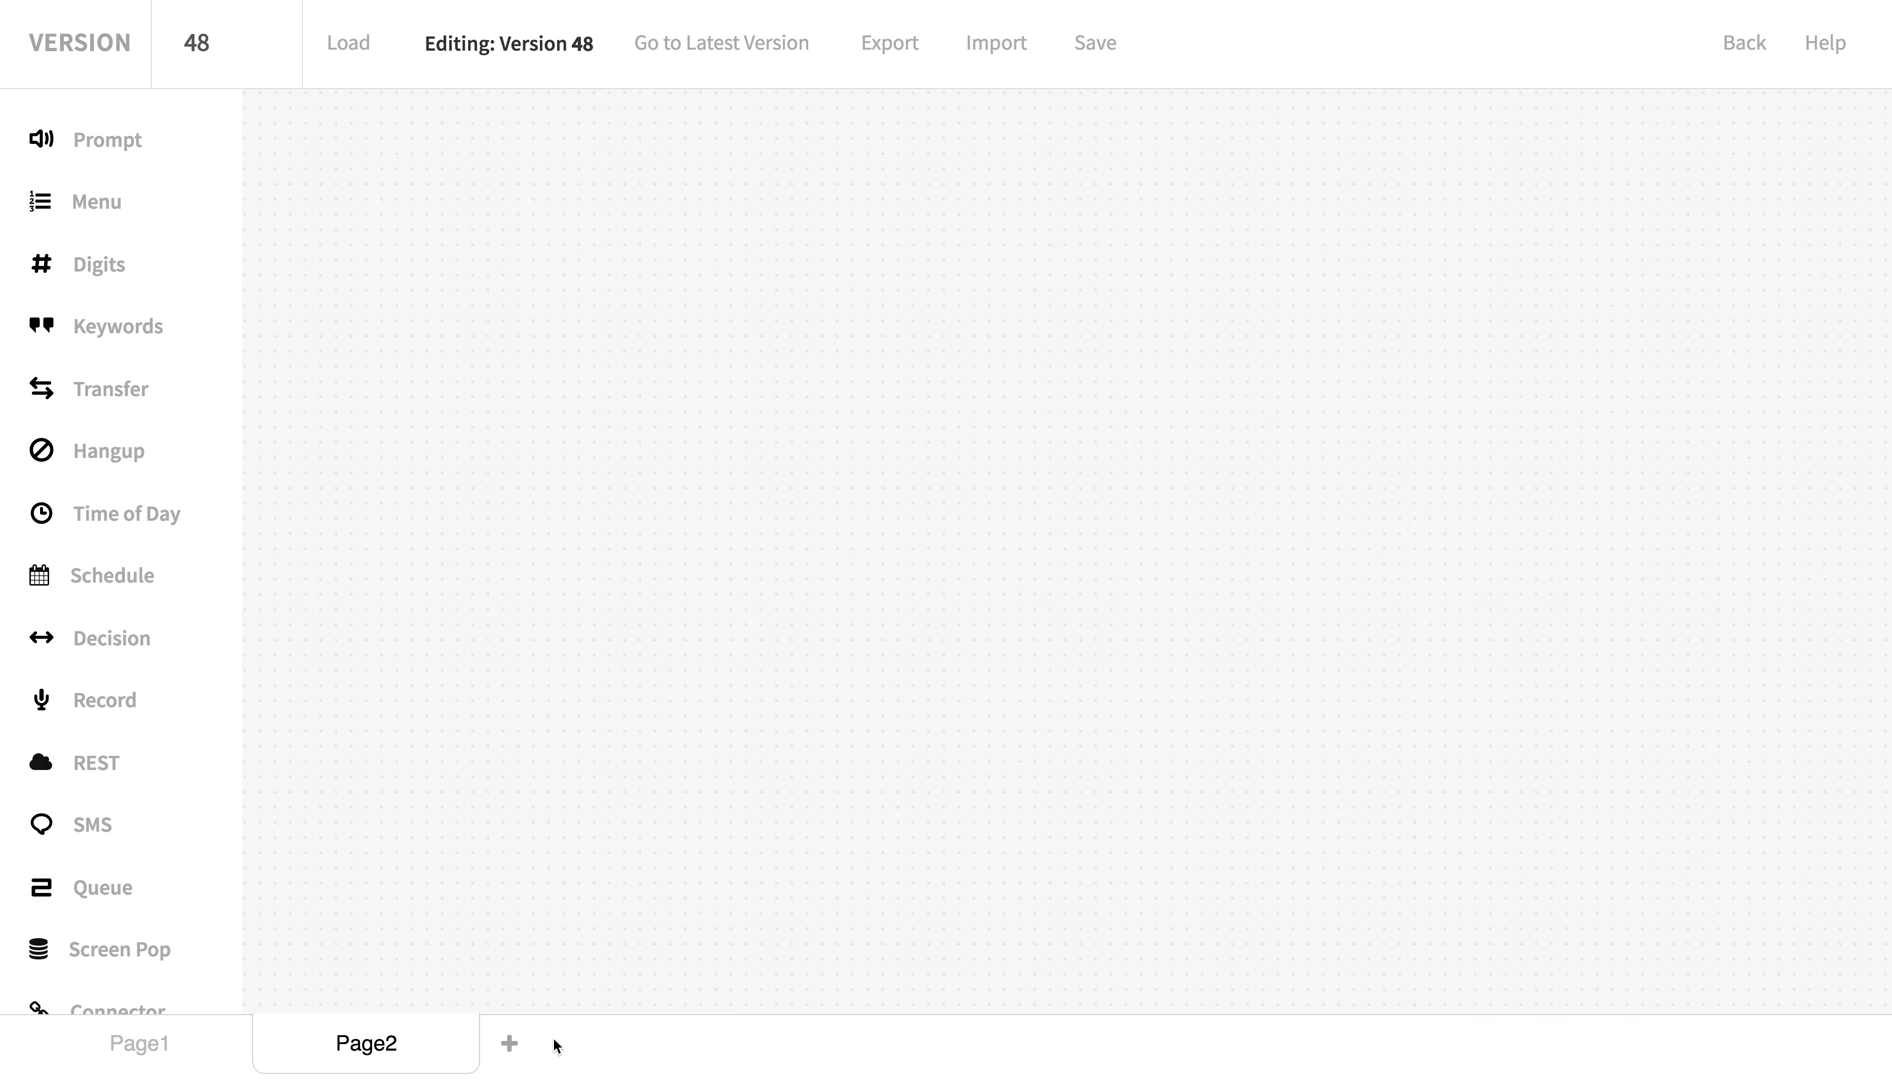 VERSION 48 Load Editing: Version 48 Go to Latest Version Export Import Save Back Help
Prompt
Menu
Digits
Keywords
Transfer
Hangup
Time of Day
Schedule
Decision
Record
REST
SMS
Queue
Screen Pop
Connector
Page1 Page2 +